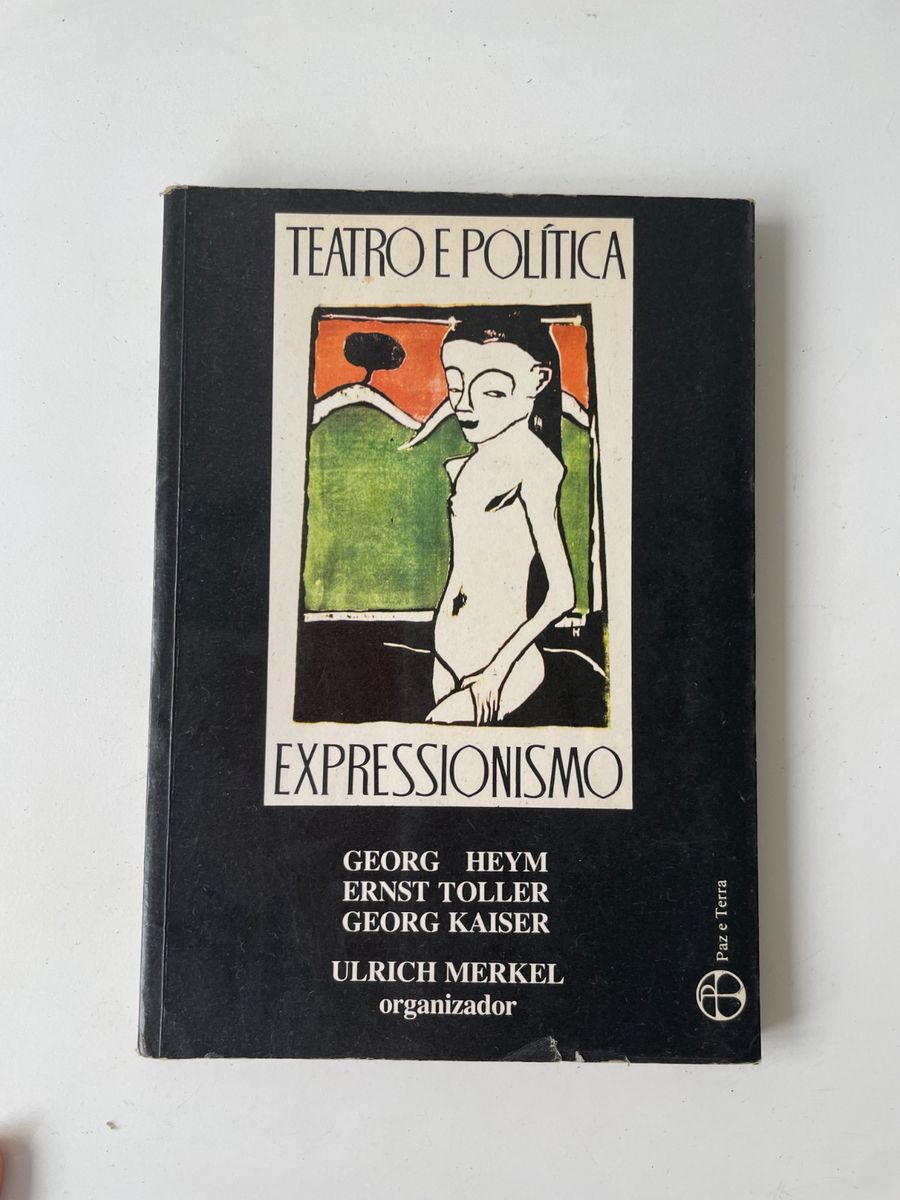 TEATRO E POLÍTICA
EXPRESSIONISMO
GEORG HEYM
ERNST TOLLER
GEORG KAISER
ULRICH MERKEL
organizador
Paz e Terra